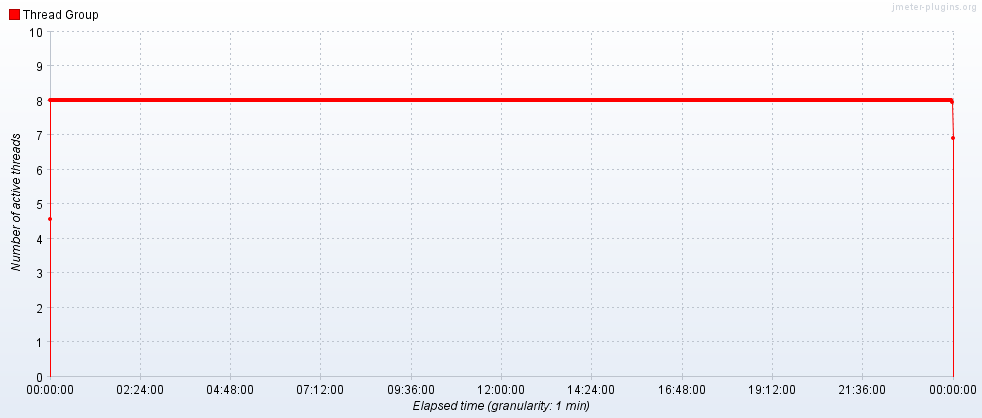 jmeter-plugins.org
Thread Group
10
9
8
7
6
5
4
3
2
1
0
Number of active threads
00:00:00 02:24:00 04:48:00 07:12:00 09:36:00 12:00:00 14:24:00 16:48:00 19:12:00 21:36:00 00:00:00
Elapsed time (granularity: 1 min)